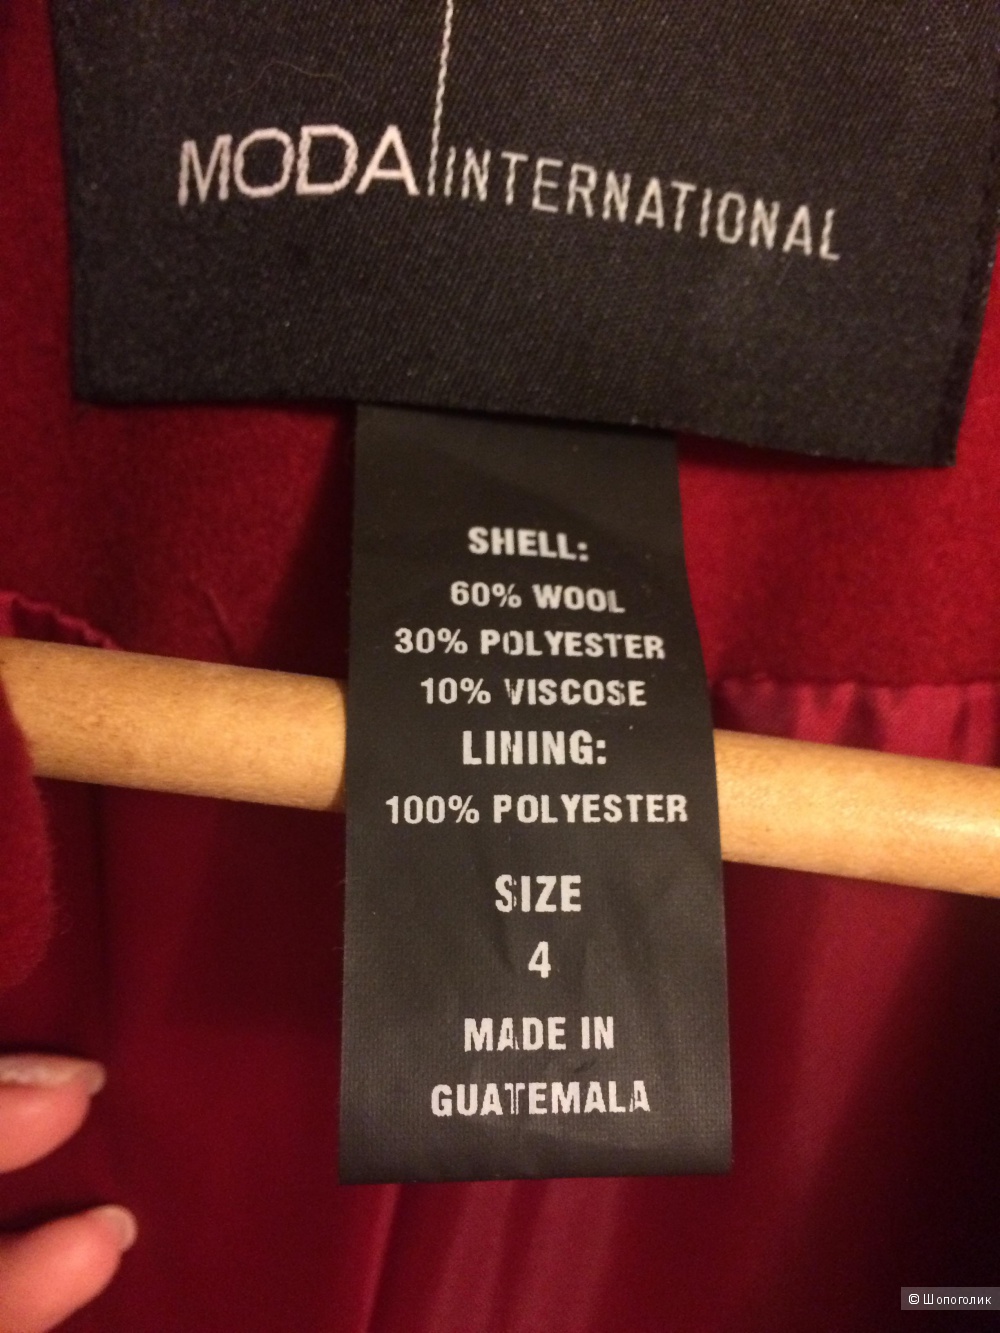 MODA INTERNATIONAL
SHELL:
60% WOOL
30% POLYESTER
10% VISCOSE
LINING:
100% POLYESTER
SIZE
4
MADE IN
GUATEMALA
© Шопоголик